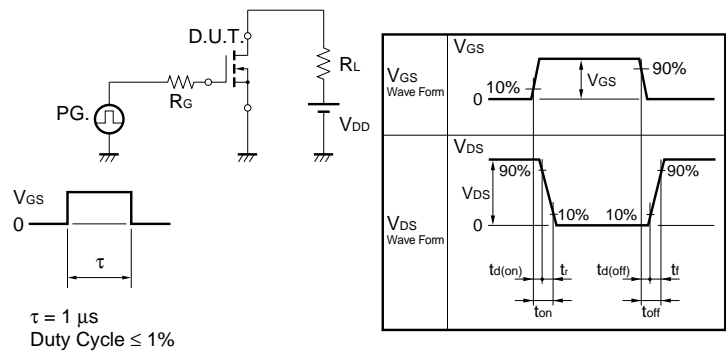 D.U.T.
RL
RG
PG.
VDD
VGS
0
τ
τ = 1 μs
Duty Cycle ≤ 1%
VGS
Wave Form
VGS
10%
VGS
90%
0
VDS
Wave Form
VDS
90%
VDS
90%
10%
10%
0
td(on)
tr
td(off)
tf
ton
toff